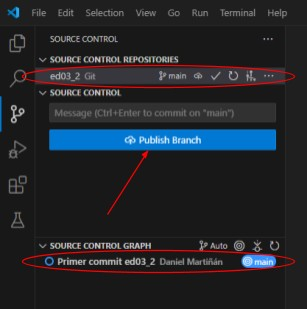 File Edit Selection View Go Run Terminal Help
SOURCE CONTROL
SOURCE CONTROL REPOSITORIES
ed03_2 Git main
SOURCE CONTROL
Message (Ctrl+Enter to commit on "main")
Publish Branch
SOURCE CONTROL GRAPH Auto
Primer commit ed03_2 Daniel Martiñán main